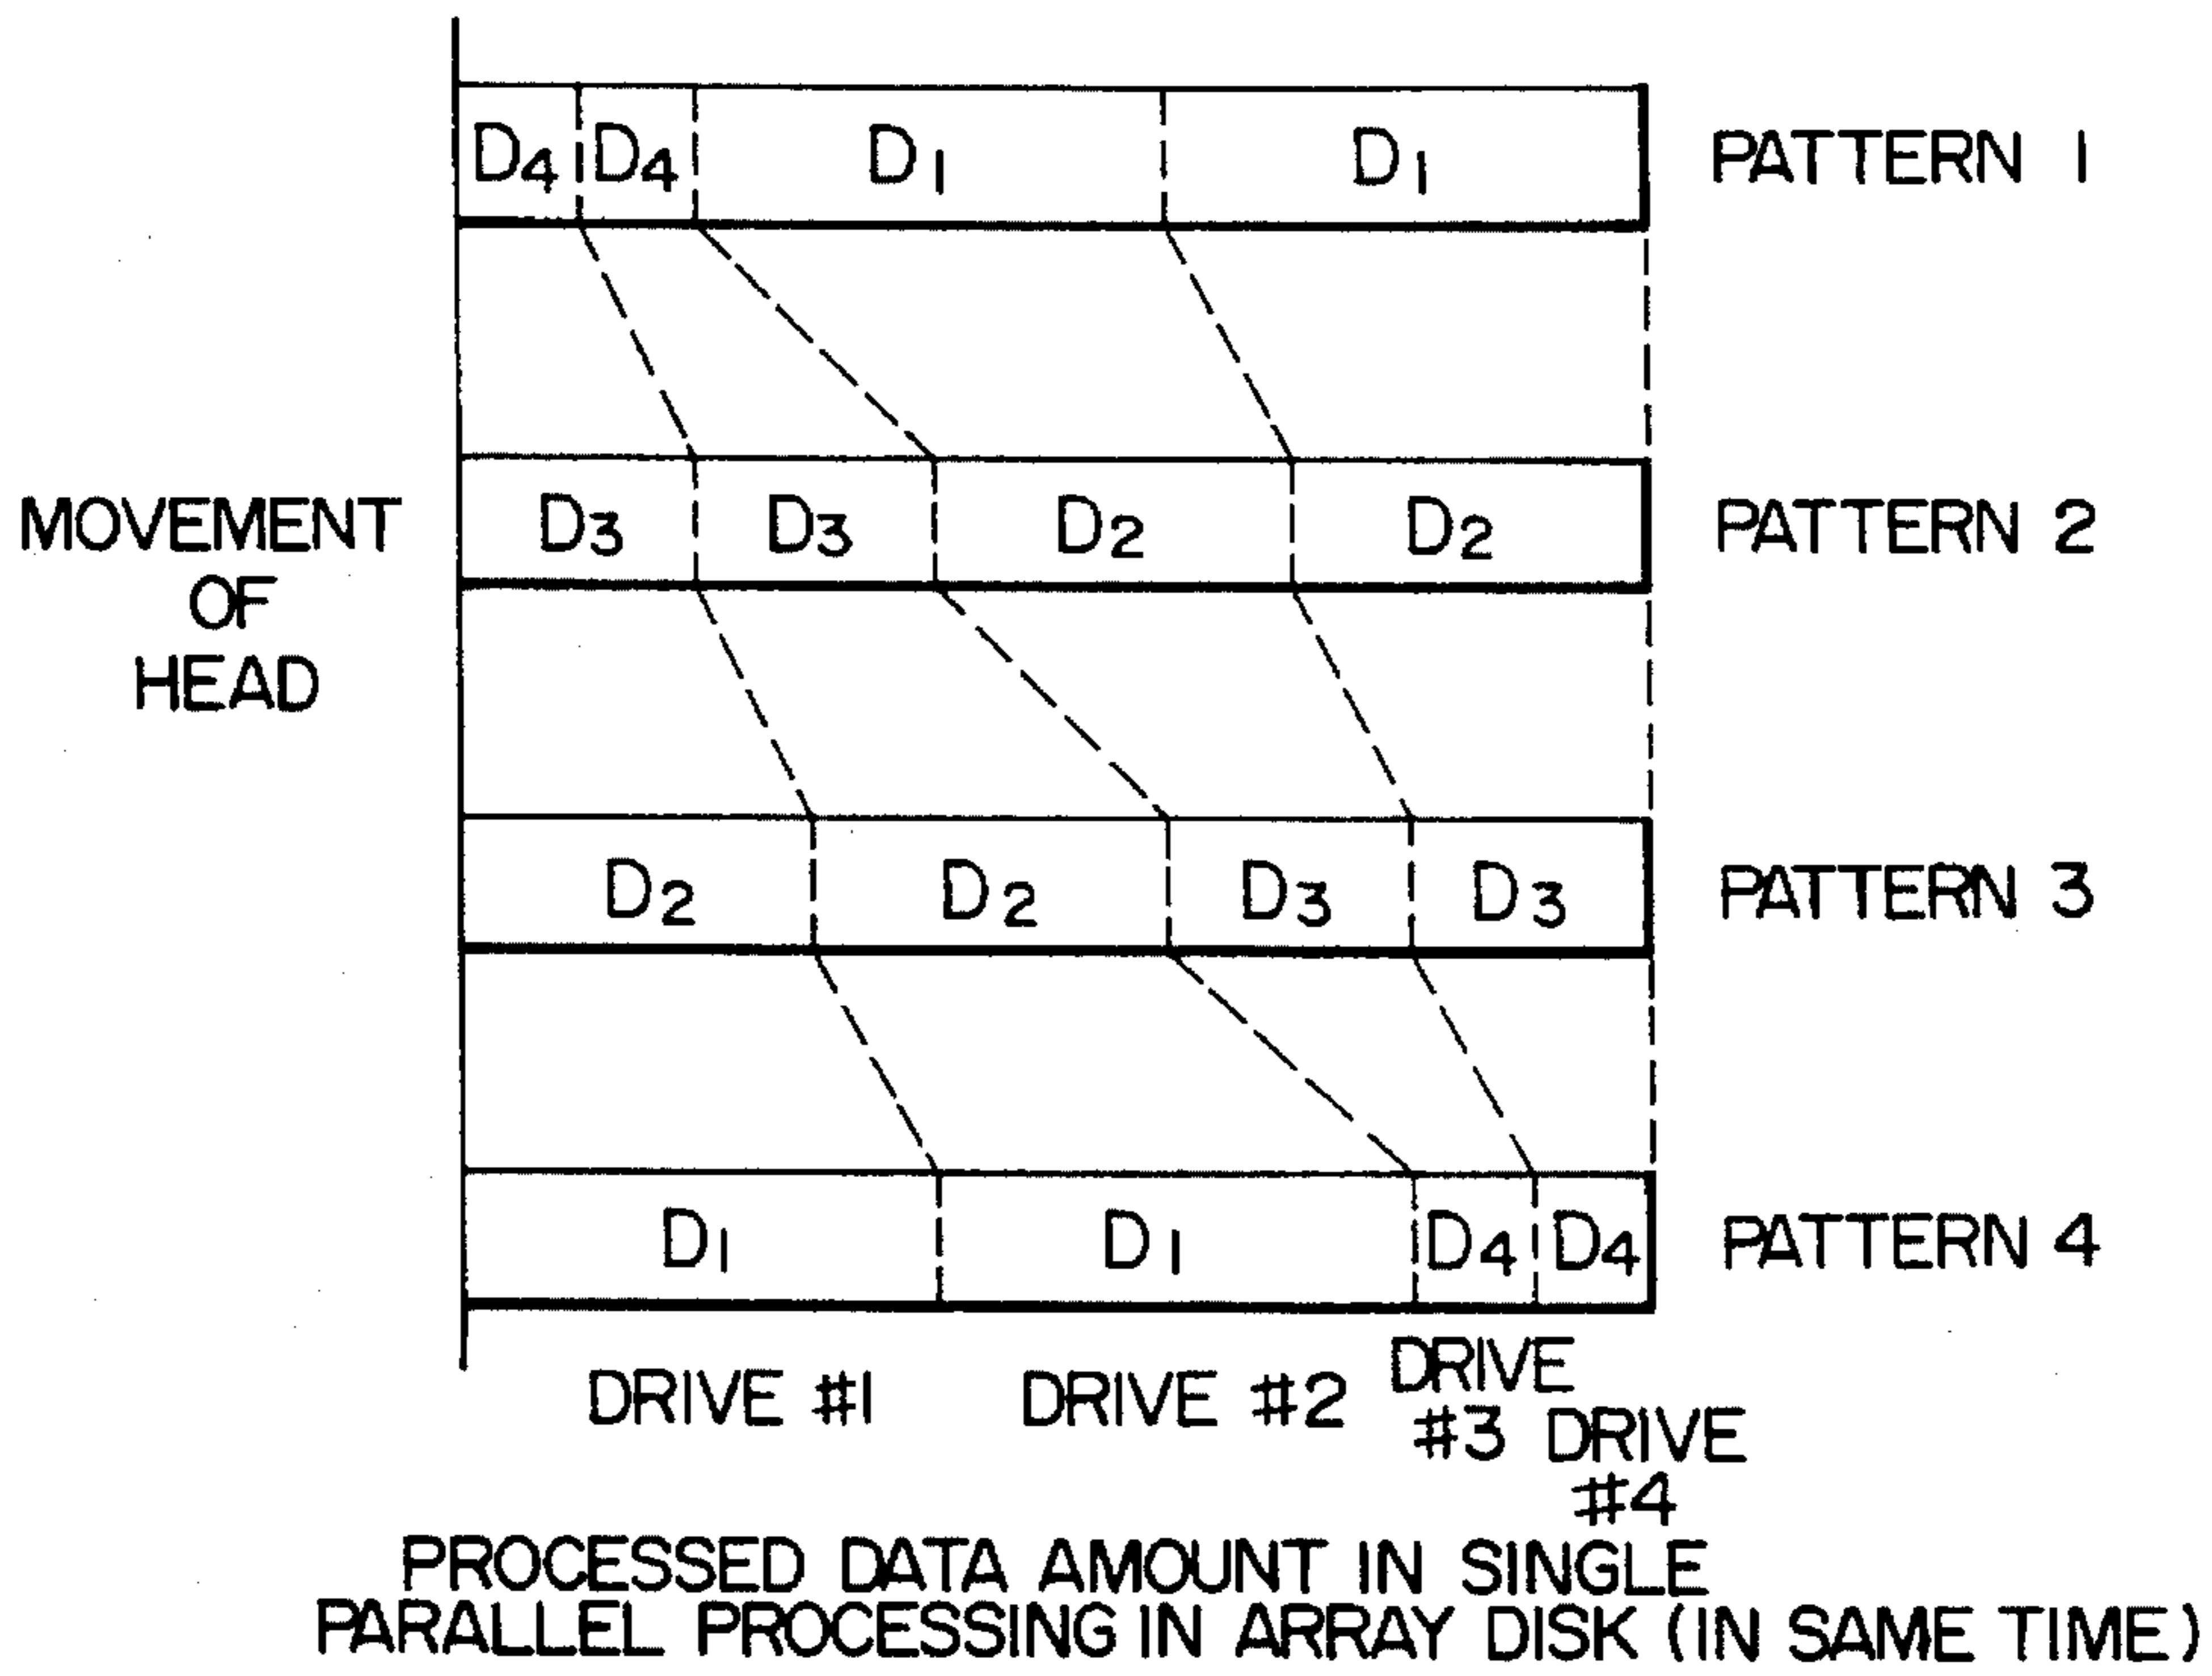 D4 D4 D1 D1 PATTERN 1
MOVEMENT
OF
HEAD
D3 D3 D2 D2 PATTERN 2
D2 D2 D3 D3 PATTERN 3
D1 D1 D4 D4 PATTERN 4
DRIVE #1
DRIVE #2
DRIVE
#3
DRIVE
#4
PROCESSED DATA AMOUNT IN SINGLE
PARALLEL PROCESSING IN ARRAY DISK (IN SAME TIME)